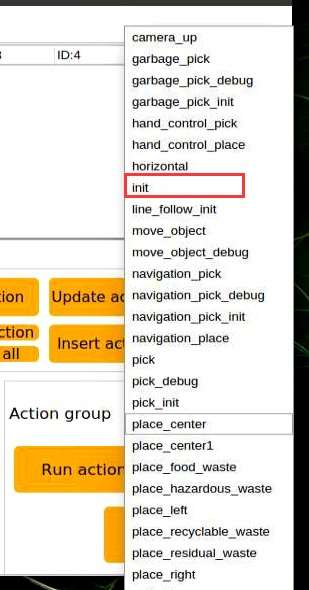 ID:4
camera_up
garbage_pick
garbage_pick_debug
garbage_pick_init
hand_control_pick
hand_control_place
horizontal
init
line_follow_init
move_object
move_object_debug
navigation_pick
navigation_pick_debug
navigation_pick_init
navigation_place
pick
pick_debug
pick_init
place_center
place_center1
place_food_waste
place_hazardous_waste
place_left
place_recyclable_waste
place_residual_waste
place_right
ion
Update ac
ction
all
Insert act
Action group
Run action